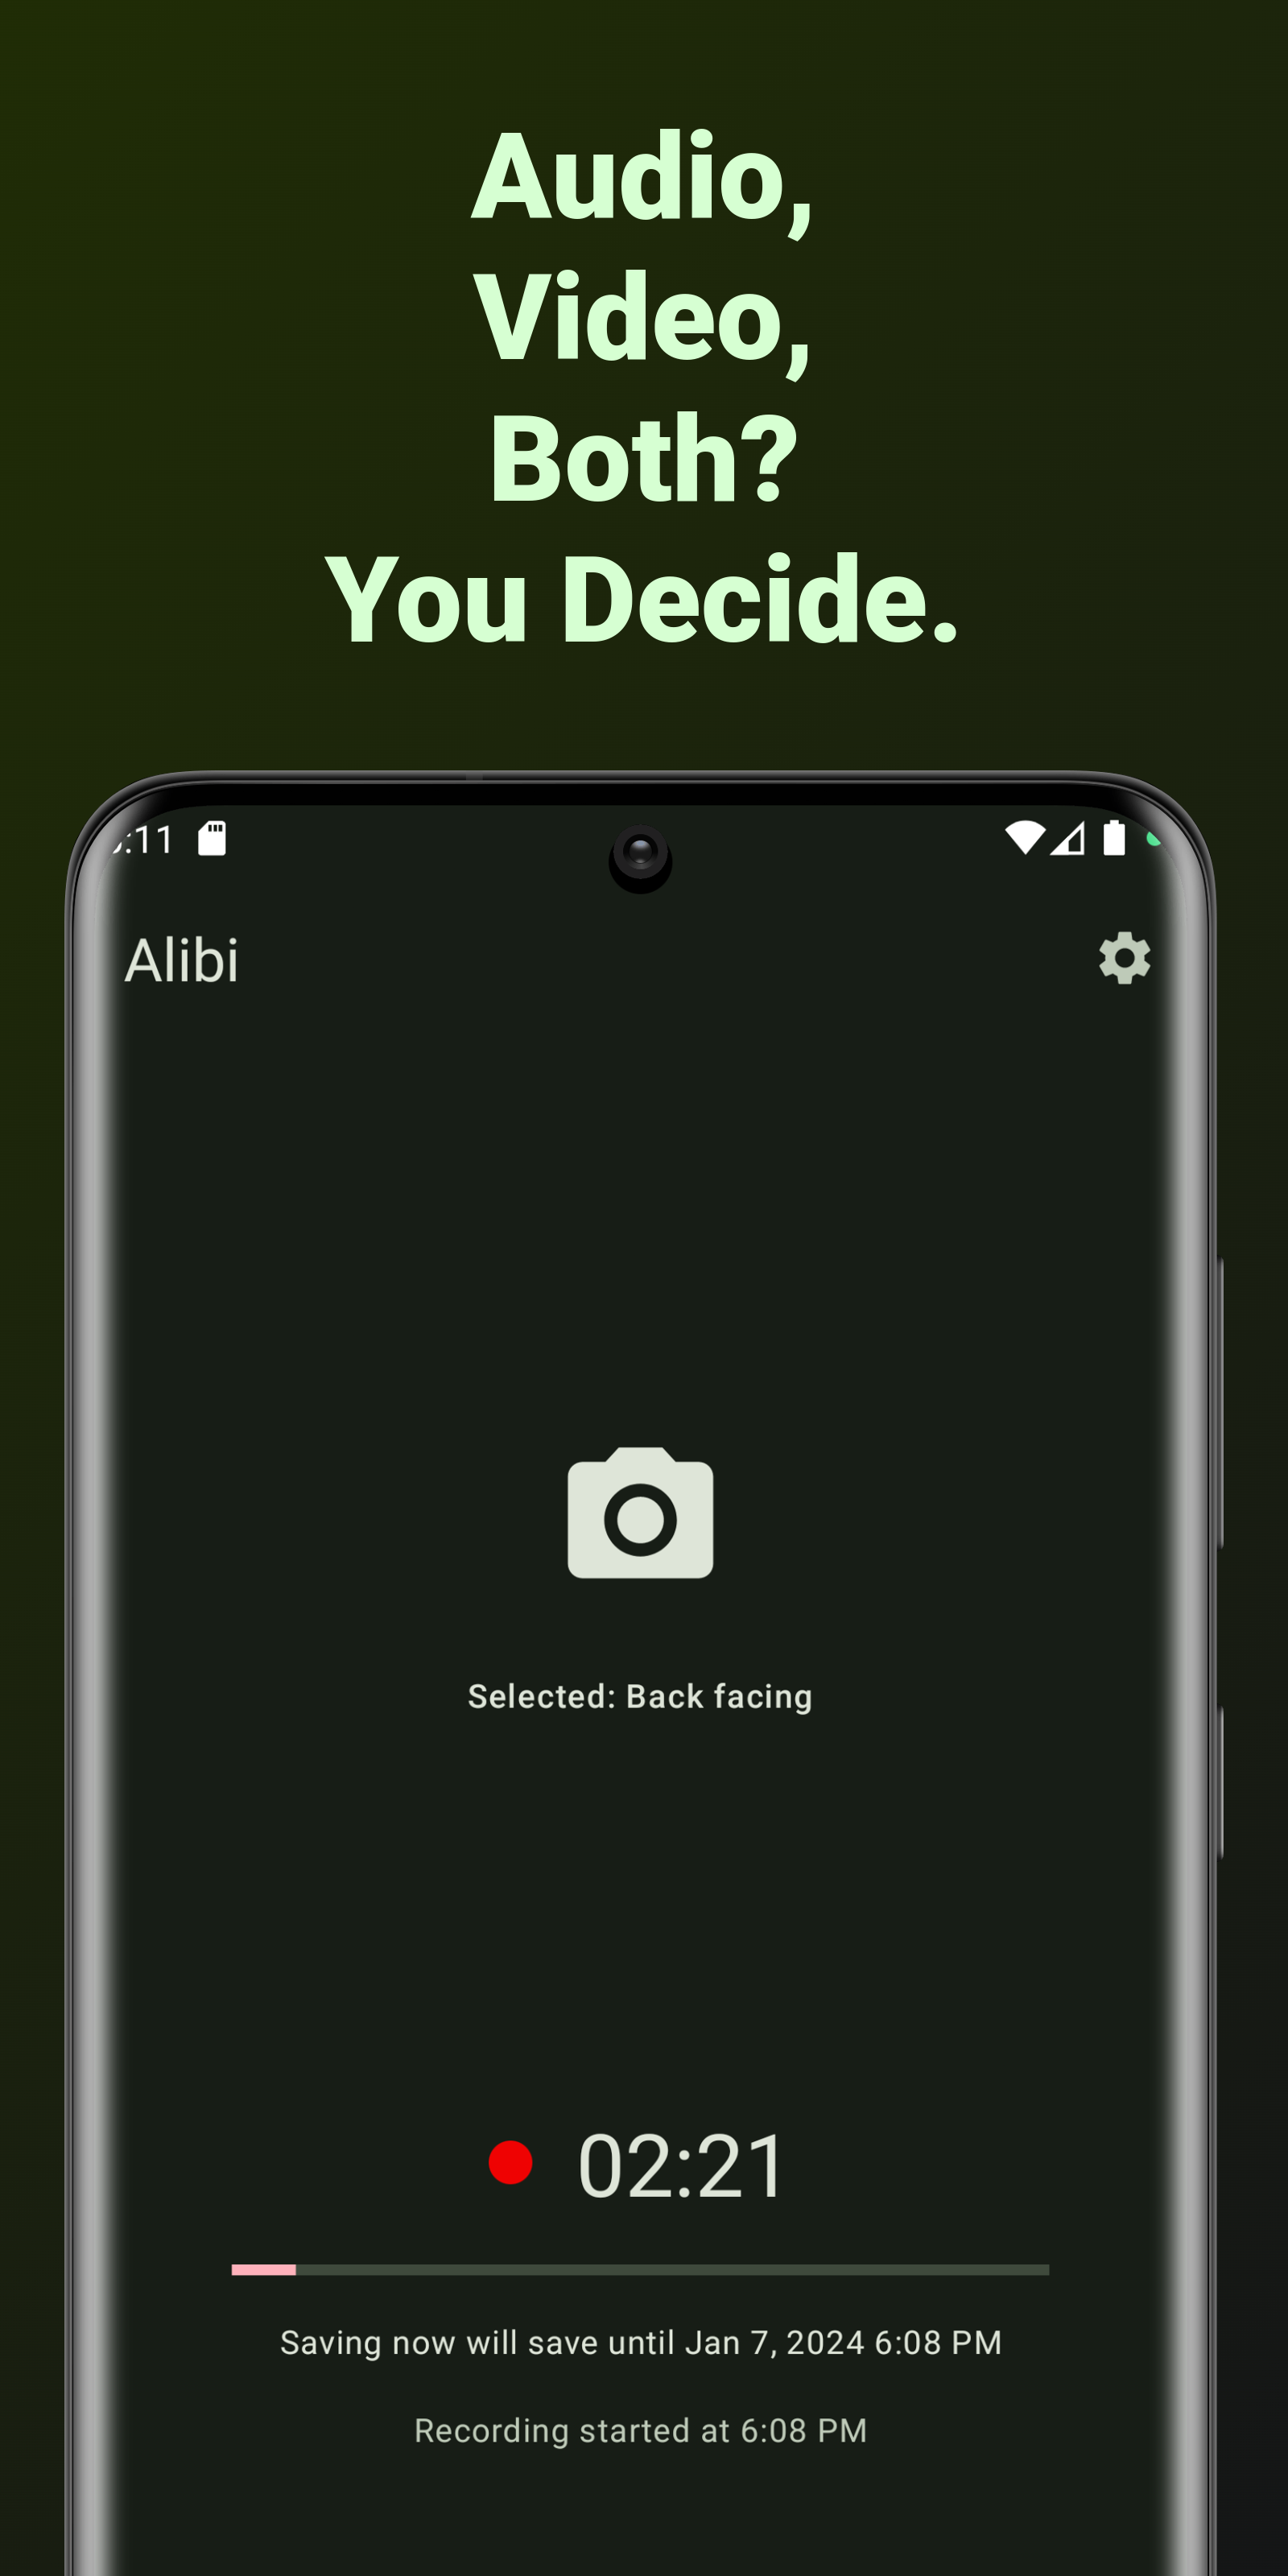 Audio,
Video,
Both?
You Decide.
:11
Alibi
Selected: Back facing
02:21
Saving now will save until Jan 7, 2024 6:08 PM
Recording started at 6:08 PM